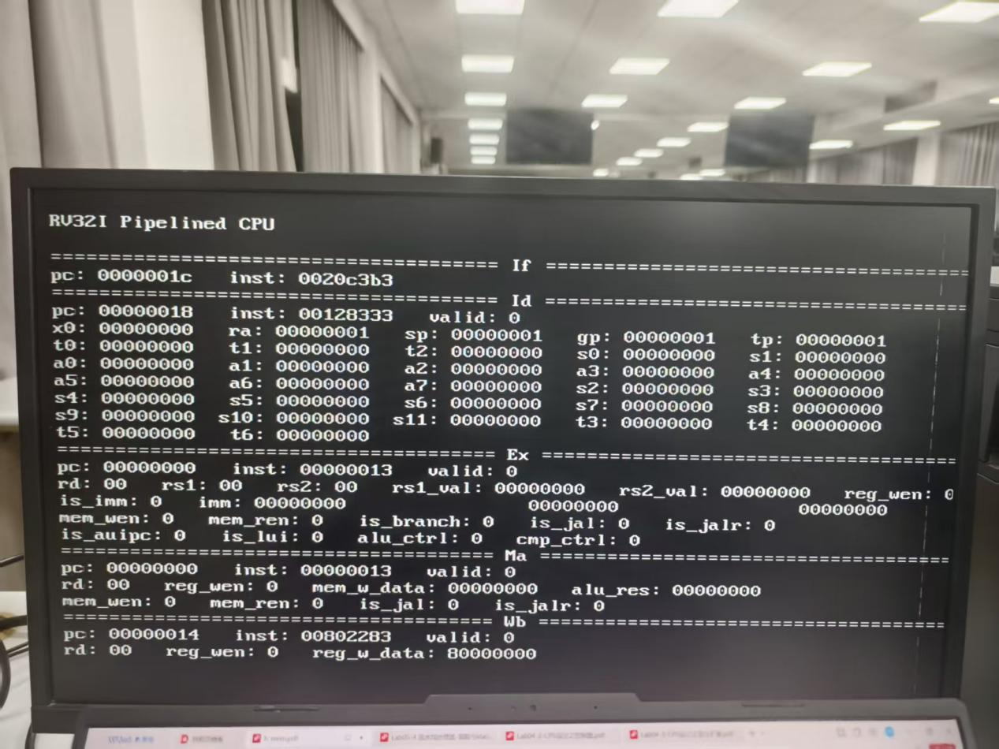 RV32I Pipelined CPU
====================================== If ====================================
pc: 0000001c inst: 0020c3b3
====================================== Id ====================================
pc: 00000018 inst: 00128333 valid: 0
x0: 00000000 ra: 00000001 sp: 00000001 gp: 00000001 tp: 00000001
t0: 00000000 t1: 00000000 t2: 00000000 s0: 00000000 s1: 00000000
a0: 00000000 a1: 00000000 a2: 00000000 a3: 00000000 a4: 00000000
a5: 00000000 a6: 00000000 a7: 00000000 s2: 00000000 s3: 00000000
s4: 00000000 s5: 00000000 s6: 00000000 s7: 00000000 s8: 00000000
s9: 00000000 s10: 00000000 s11: 00000000 t3: 00000000 t4: 00000000
t5: 00000000 t6: 00000000
====================================== Ex ====================================
pc: 00000000 inst: 00000013 valid: 0
rd: 00 rs1: 00 rs2: 00 rs1_val: 00000000 rs2_val: 00000000 reg_wen: 0
is_imm: 0 imm: 00000000 00000000 00000000
mem_wen: 0 mem_ren: 0 is_branch: 0 is_jal: 0 is_jalr: 0
is_auipc: 0 is_lui: 0 alu_ctrl: 0 cmp_ctrl: 0
====================================== Ma ====================================
pc: 00000000 inst: 00000013 valid: 0
rd: 00 reg_wen: 0 mem_w_data: 00000000 alu_res: 00000000
mem_wen: 0 mem_ren: 0 is_jal: 0 is_jalr: 0
====================================== Wb ====================================
pc: 00000014 inst: 00802283 valid: 0
rd: 00 reg_wen: 0 reg_w_data: 80000000